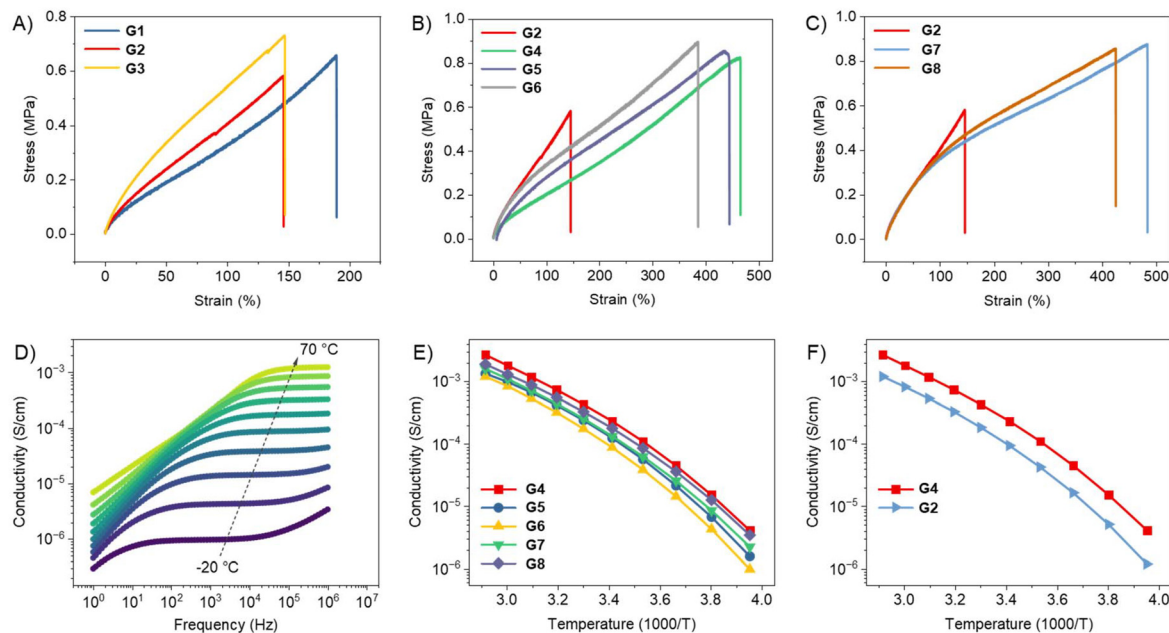 A)
G1
G2
G3
Stress (MPa)
0.8
0.6
0.4
0.2
0.0
0 50 100 150 200
Strain (%)
B)
G2
G4
G5
G6
Stress (MPa)
1.0
0.8
0.6
0.4
0.2
0.0
0 100 200 300 400 500
Strain (%)
C)
G2
G7
G8
Stress (MPa)
1.0
0.8
0.6
0.4
0.2
0.0
0 100 200 300 400 500
Strain (%)
D)
70 °C
-20 °C
Conductivity (S/cm)
10⁻³
10⁻⁴
10⁻⁵
10⁻⁶
10⁰ 10¹ 10² 10³ 10⁴ 10⁵ 10⁶ 10⁷
Frequency (Hz)
E)
Conductivity (S/cm)
10⁻³
10⁻⁴
10⁻⁵
10⁻⁶
G4
G5
G6
G7
G8
3.0 3.2 3.4 3.6 3.8 4.0
Temperature (1000/T)
F)
Conductivity (S/cm)
10⁻³
10⁻⁴
10⁻⁵
10⁻⁶
G4
G2
3.0 3.2 3.4 3.6 3.8 4.0
Temperature (1000/T)